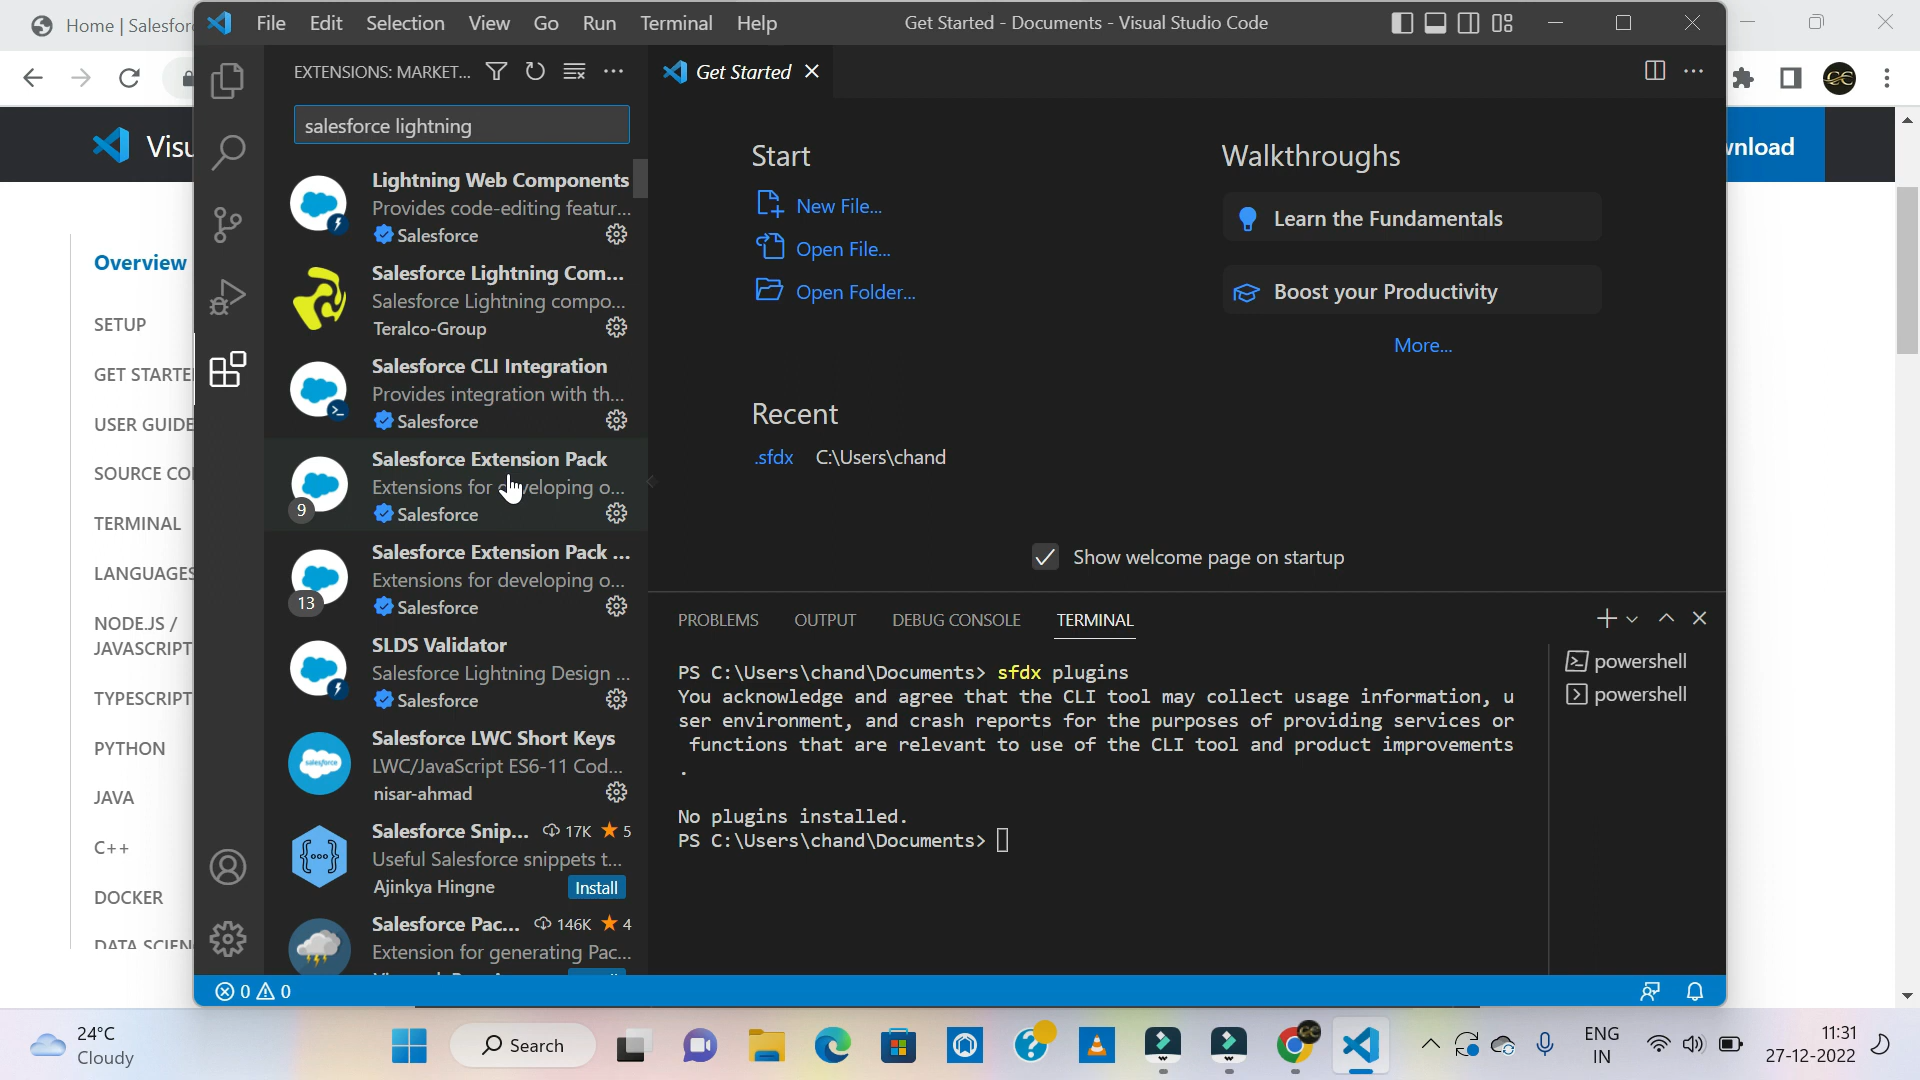 Home | Salesfor
File Edit Selection View Go Run Terminal Help
Get Started - Documents - Visual Studio Code
EXTENSIONS: MARKET...
Get Started
salesforce lightning
Lightning Web Components
Provides code-editing featur...
Salesforce
Salesforce Lightning Com...
Salesforce Lightning compo...
Teralco-Group
Salesforce CLI Integration
Provides integration with th...
Salesforce
Salesforce Extension Pack
Extensions for developing o...
9
Salesforce
Salesforce Extension Pack ...
Extensions for developing o...
13
Salesforce
SLDS Validator
Salesforce Lightning Design ...
Salesforce
Salesforce LWC Short Keys
LWC/JavaScript ES6-11 Cod...
nisar-ahmad
Salesforce Snip... 17K 5
Useful Salesforce snippets t...
Ajinkya Hingne Install
Salesforce Pac... 146K 4
Extension for generating Pac...
Start
New File...
Open File...
Open Folder...
Recent
.sfdx C:\Users\chand
Walkthroughs
Learn the Fundamentals
Boost your Productivity
More...
Show welcome page on startup
PROBLEMS OUTPUT DEBUG CONSOLE TERMINAL
PS C:\Users\chand\Documents> sfdx plugins
You acknowledge and agree that the CLI tool may collect usage information, u
ser environment, and crash reports for the purposes of providing services or
functions that are relevant to use of the CLI tool and product improvements
.
No plugins installed.
PS C:\Users\chand\Documents>
powershell
powershell
0 0
Visu
wnload
Overview
SETUP
GET STARTE
USER GUIDE
SOURCE CO
TERMINAL
LANGUAGES
NODE.JS /
JAVASCRIPT
TYPESCRIPT
PYTHON
JAVA
C++
DOCKER
DATA SCIEN
24°C
Cloudy
Search
ENG
IN
11:31
27-12-2022